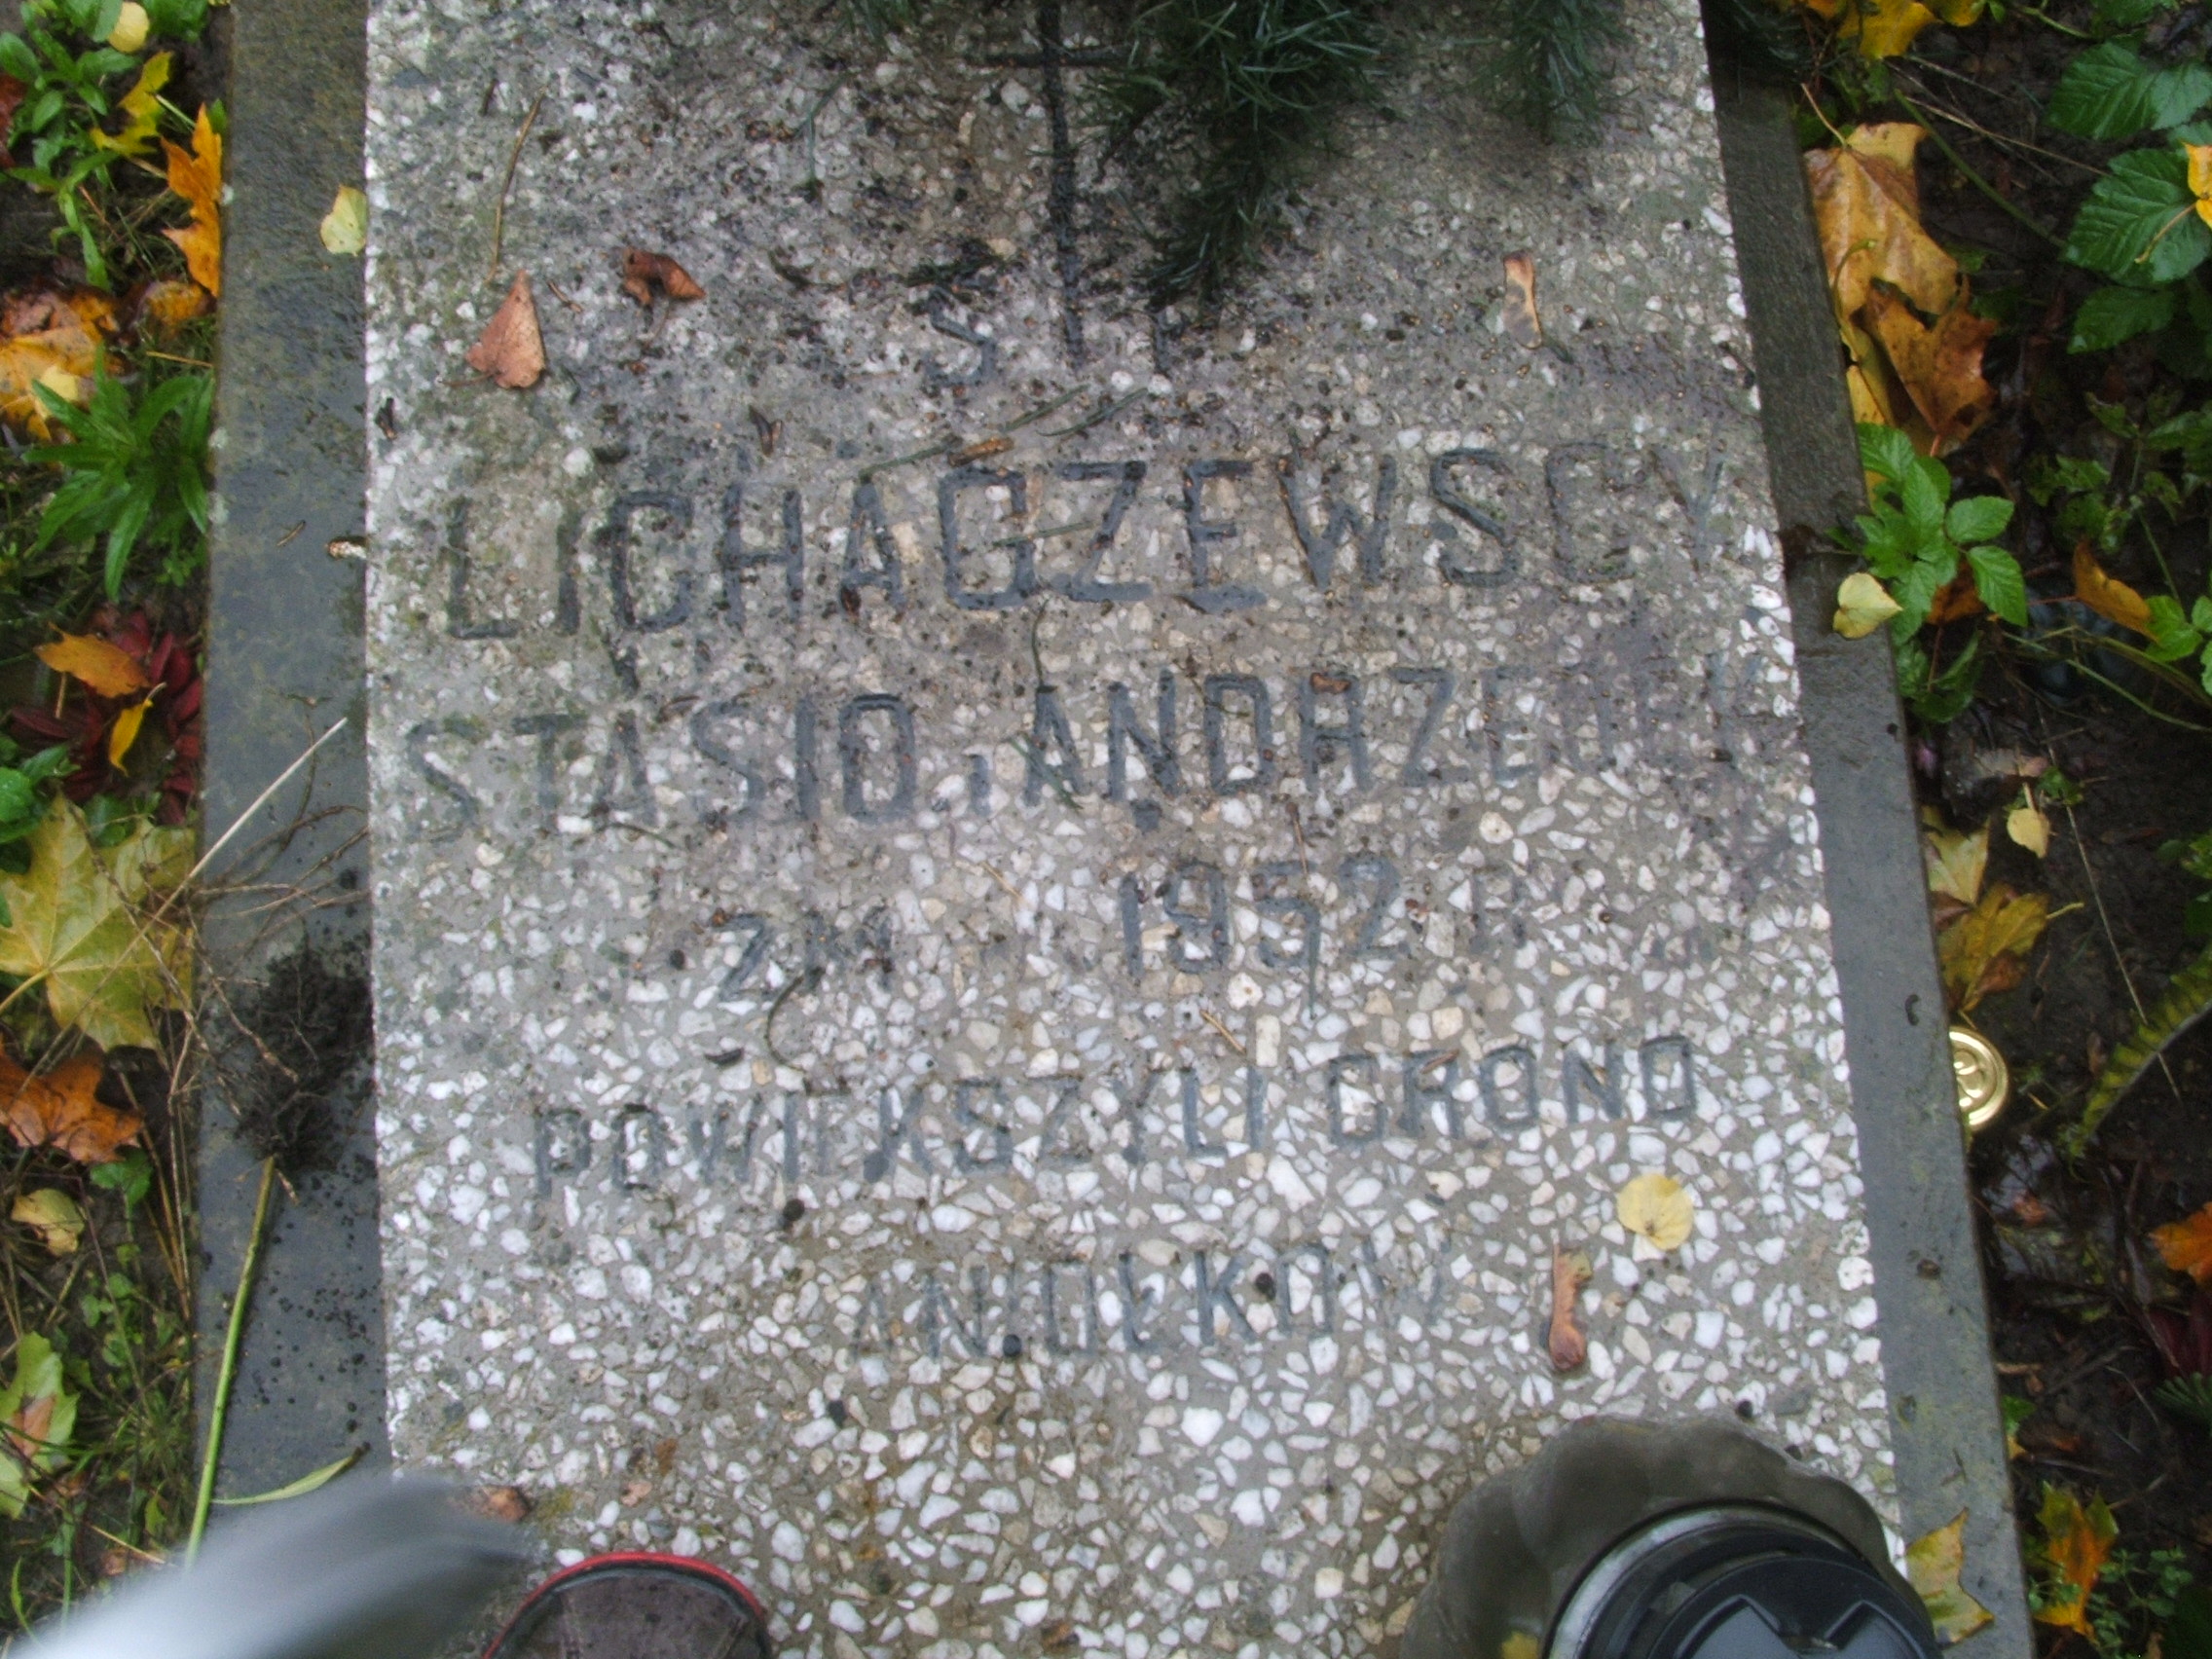 Ś † P
LICHACZEWSCY
STASIO, ANDRZEJEK
ZM 1952 R
POWIĘKSZYLI GRONO
ANIOŁKÓW